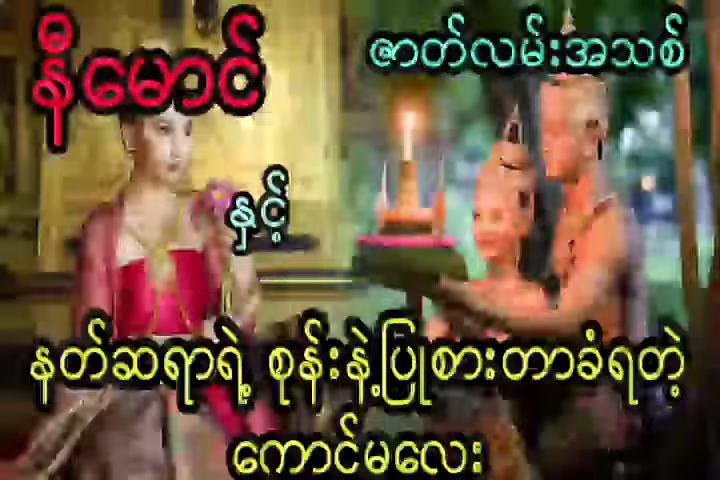 နီမောင်
ဇာတ်လမ်းအသစ်
နှင့်
နတ်ဆရာရဲ့ စုန်းနဲ့ပြုစားတာခံရတဲ့
ကောင်မလေး